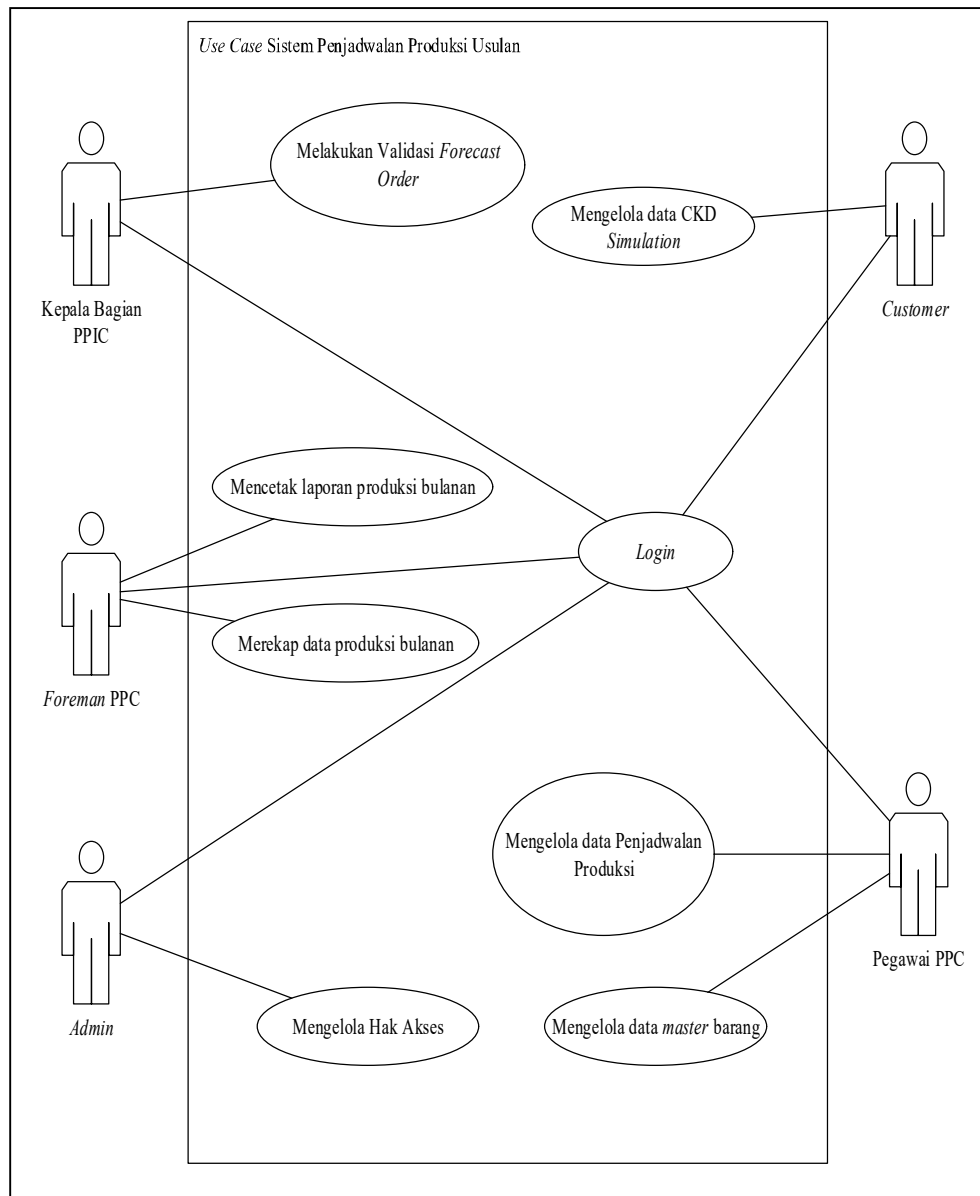 Use Case Sistem Penjadwalan Produksi Usulan
Melakukan Validasi Forecast
Order
Mengelola data CKD
Simulation
Kepala Bagian
PPIC
Customer
Mencetak laporan produksi bulanan
Login
Merekap data produksi bulanan
Foreman PPC
Mengelola data Penjadwalan
Produksi
Pegawai PPC
Admin
Mengelola Hak Akses
Mengelola data master barang